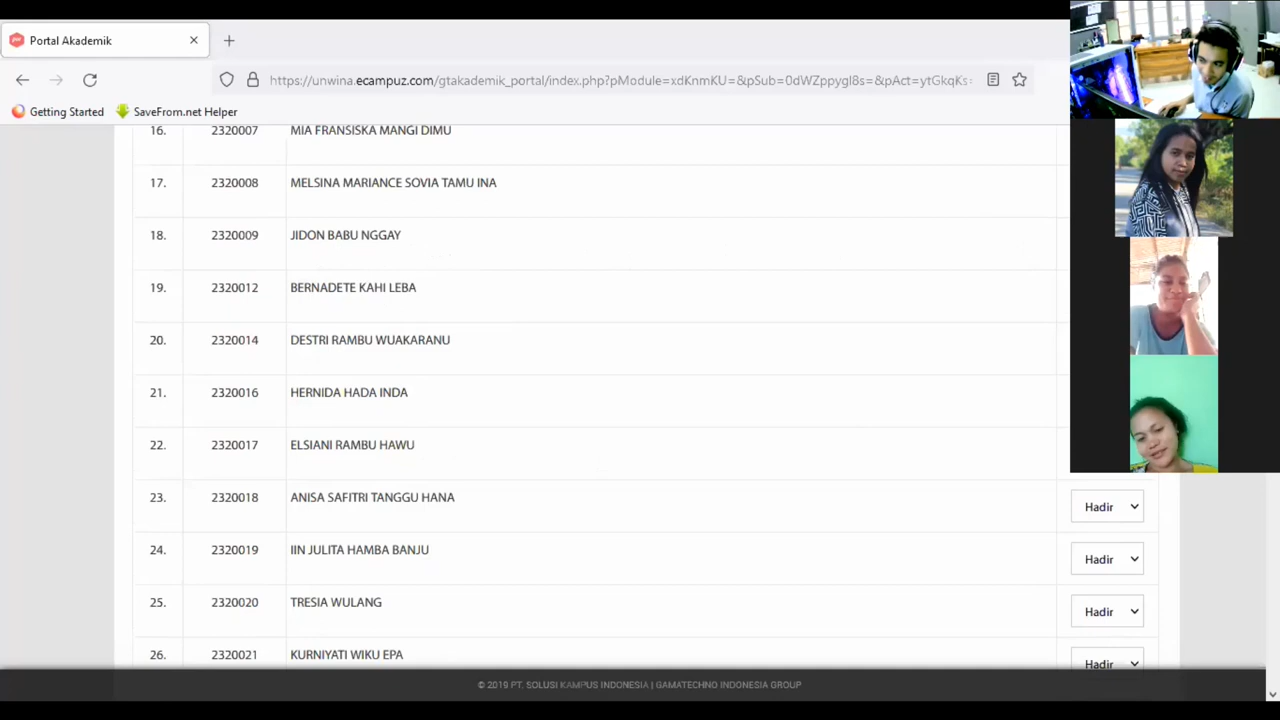 Portal Akademik
https://unwina.ecampuz.com/gtakademik_portal/index.php?pModule=xdKnmKU=&pSub=0dWZppygl8s=&pAct=ytGkqKs=
Getting Started SaveFrom.net Helper
16. 2320007 MIA FRANSISKA MANGI DIMU
17. 2320008 MELSINA MARIANCE SOVIA TAMU INA
18. 2320009 JIDON BABU NGGAY
19. 2320012 BERNADETE KAHI LEBA
20. 2320014 DESTRI RAMBU WUAKARANU
21. 2320016 HERNIDA HADA INDA
22. 2320017 ELSIANI RAMBU HAWU
23. 2320018 ANISA SAFITRI TANGGU HANA Hadir
24. 2320019 IIN JULITA HAMBA BANJU Hadir
25. 2320020 TRESIA WULANG Hadir
26. 2320021 KURNIYATI WIKU EPA Hadir
© 2019 PT. SOLUSI KAMPUS INDONESIA | GAMATECHNO INDONESIA GROUP